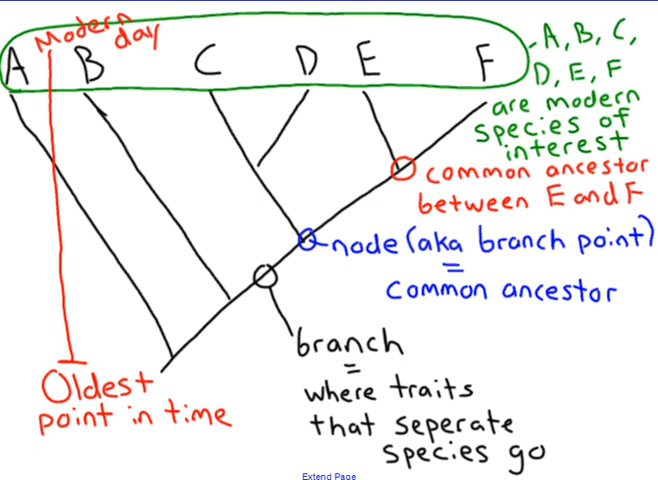 Modern
day
A B C D E F
-A, B, C,
D, E, F
are modern
species of
interest
common ancestor
between E and F
node (aka branch point)
=
common ancestor
branch
=
where traits
that seperate
species go
Oldest
point in time
Extend Page